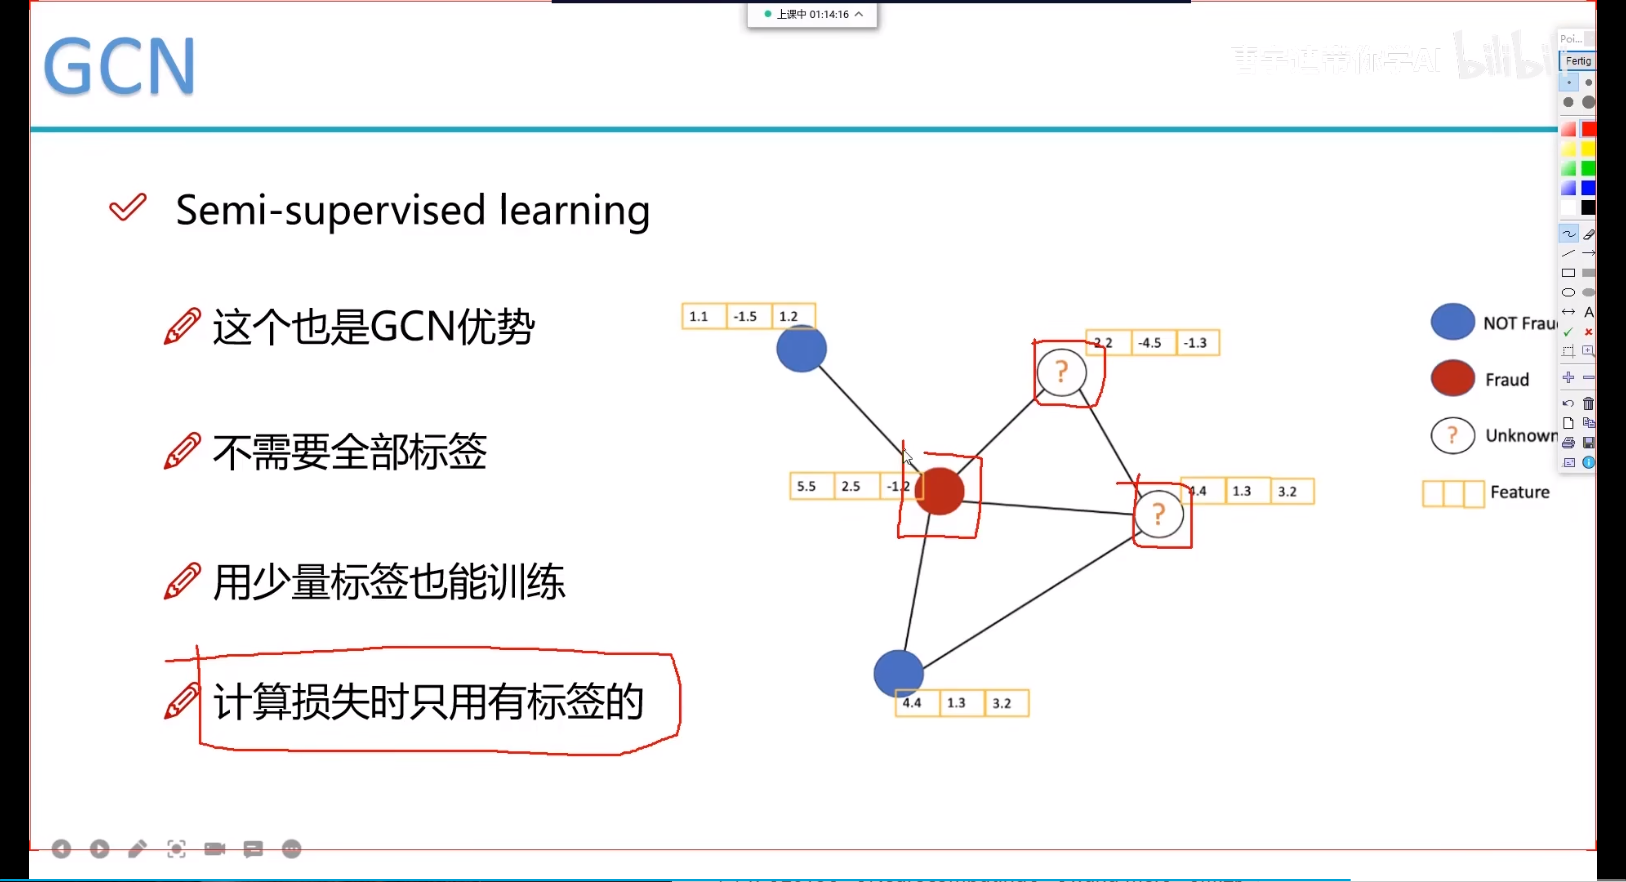 上课中 01:14:16
GCN
bilibili
Poi...
Fertig
Semi-supervised learning
这个也是GCN优势
不需要全部标签
用少量标签也能训练
计算损失时只用有标签的
1.1 -1.5 1.2
?
2.2 -4.5 -1.3
5.5 2.5 -1.2
?
4.4 1.3 3.2
4.4 1.3 3.2
NOT Frau
Fraud
? Unknown
Feature
A